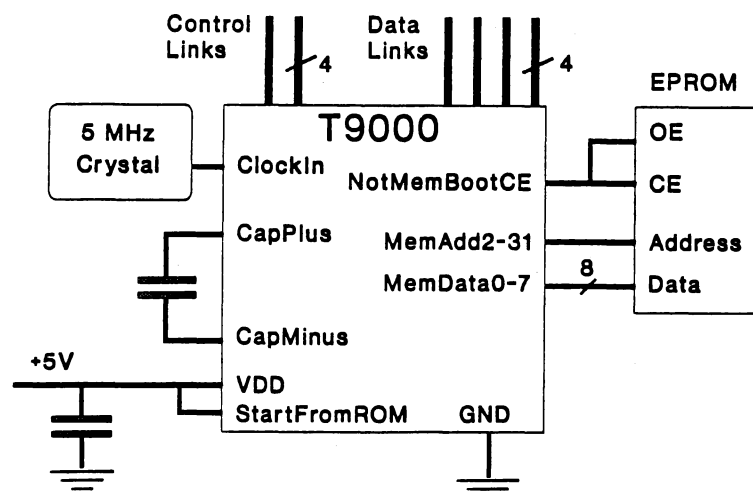 Control
Links
4
Data
Links
4
EPROM
5 MHz
Crystal
T9000
ClockIn
NotMemBootCE
OE
CE
CapPlus
MemAdd2-31
Address
MemData0-7
8
Data
CapMinus
+5V
VDD
StartFromROM
GND